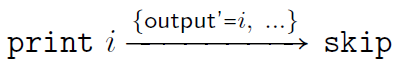 {output'=i, ...}
print i ⟶ skip